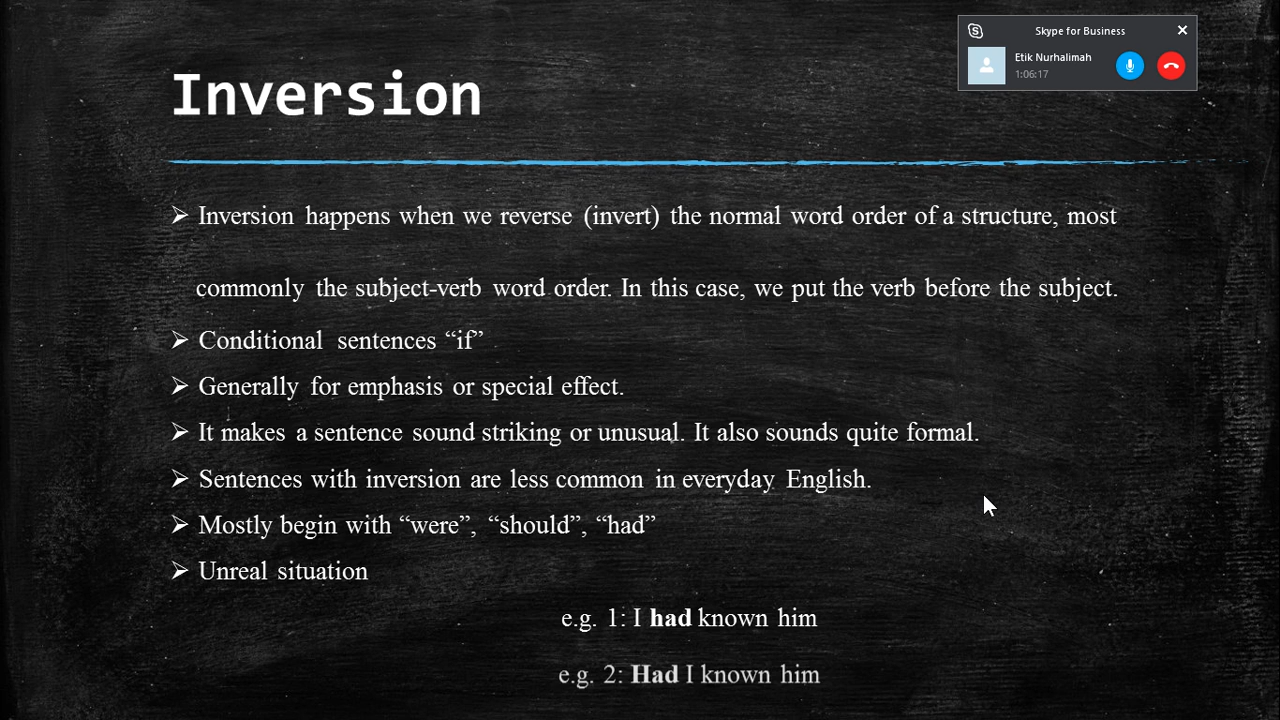 Skype for Business
Etik Nurhalimah
1:06:17
Inversion
➢ Inversion happens when we reverse (invert) the normal word order of a structure, most
commonly the subject-verb word order. In this case, we put the verb before the subject.
➢ Conditional sentences “if”
➢ Generally for emphasis or special effect.
➢ It makes a sentence sound striking or unusual. It also sounds quite formal.
➢ Sentences with inversion are less common in everyday English.
➢ Mostly begin with “were”, “should”, “had”
➢ Unreal situation
e.g. 1: I had known him
e.g. 2: Had I known him